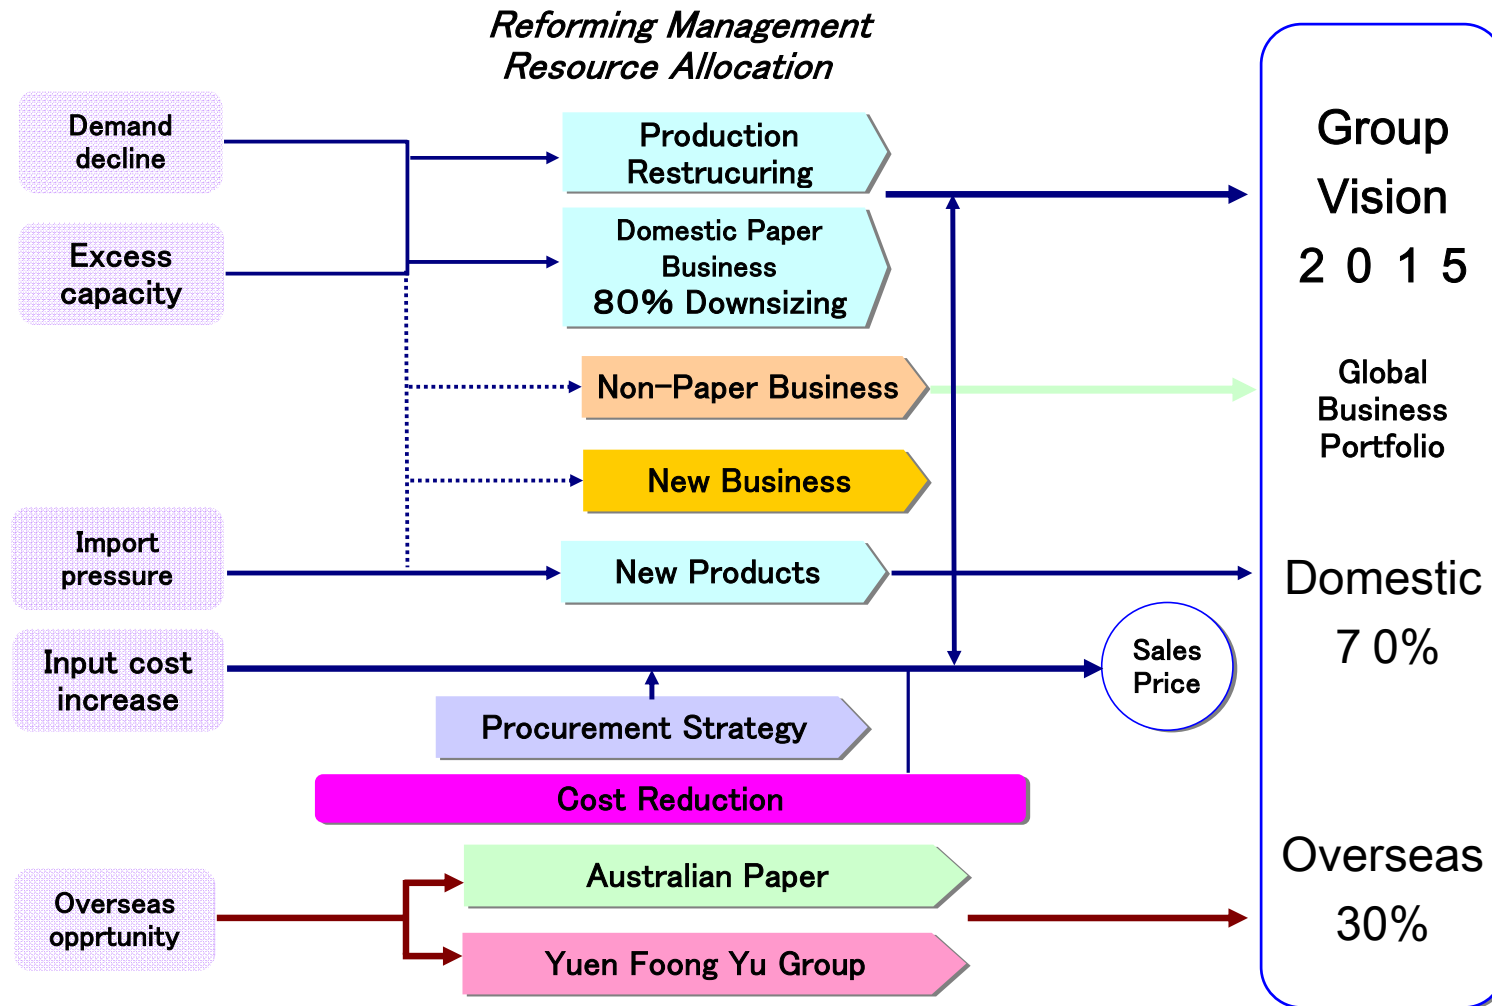 Reforming Management
Resource Allocation
Demand
decline
Excess
capacity
Import
pressure
Input cost
increase
Overseas
opprtunity
Production
Restrucuring
Domestic Paper
Business
80% Downsizing
Non-Paper Business
New Business
New Products
Procurement Strategy
Cost Reduction
Australian Paper
Yuen Foong Yu Group
Sales
Price
Group
Vision
2 0 1 5
Global
Business
Portfolio
Domestic
7 0%
Overseas
30%